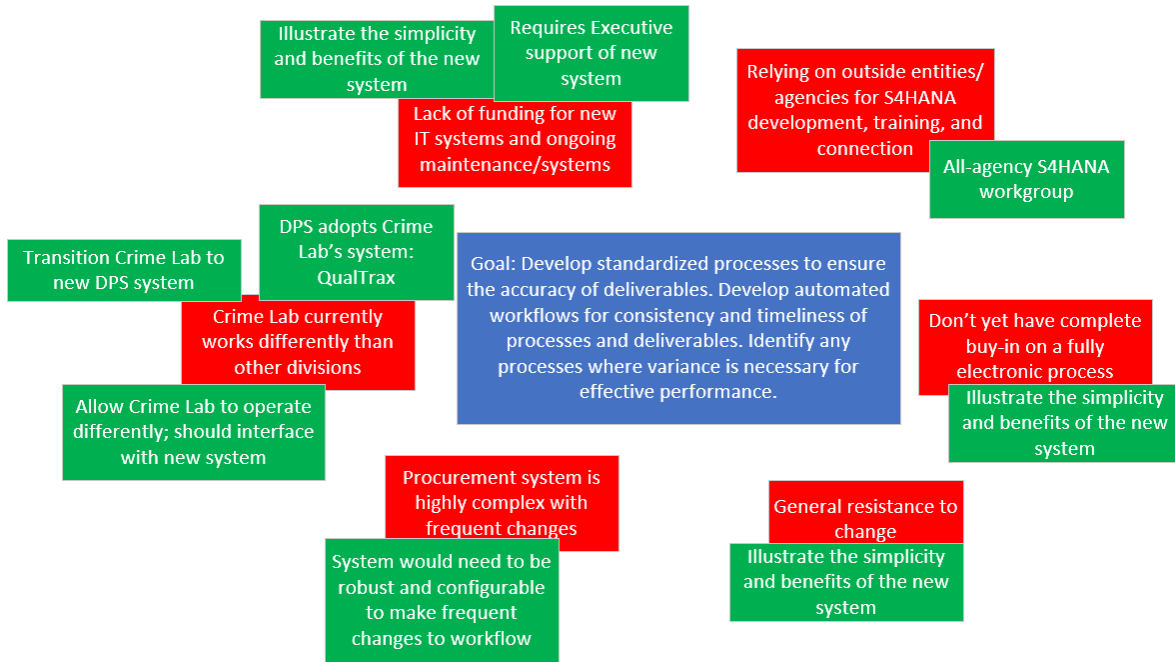 Illustrate the simplicity
and benefits of the new
system
Requires Executive
support of new
system
Lack of funding for new
IT systems and ongoing
maintenance/systems
Relying on outside entities/
agencies for S4HANA
development, training, and
connection
All-agency S4HANA
workgroup
DPS adopts Crime
Lab's system:
QualTrax
Transition Crime Lab to
new DPS system
Crime Lab currently
works differently than
other divisions
Allow Crime Lab to operate
differently; should interface
with new system
Goal: Develop standardized processes to ensure
the accuracy of deliverables. Develop automated
workflows for consistency and timeliness of
processes and deliverables. Identify any
processes where variance is necessary for
effective performance.
Don't yet have complete
buy-in on a fully
electronic process
Illustrate the simplicity
and benefits of the new
system
Procurement system is
highly complex with
frequent changes
System would need to be
robust and configurable
to make frequent
changes to workflow
General resistance to
change
Illustrate the simplicity
and benefits of the new
system